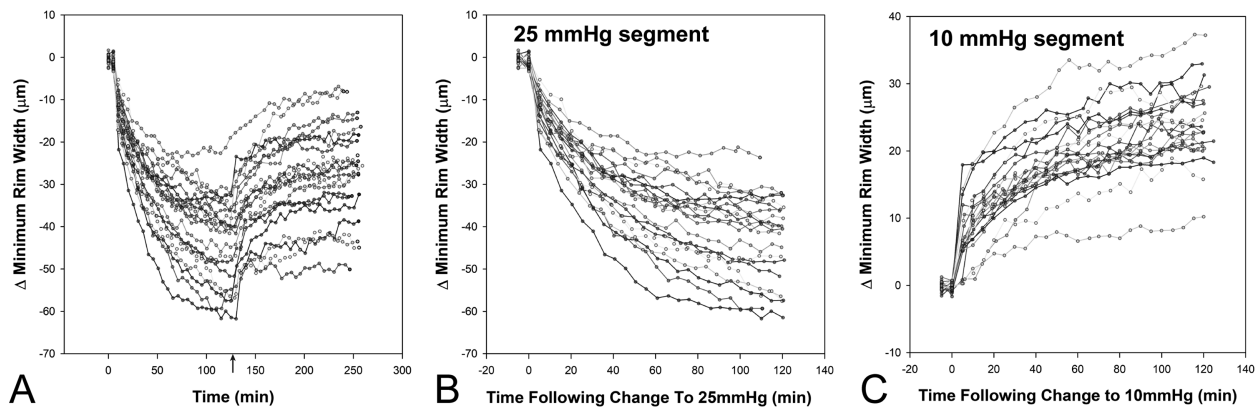 10
0
-10
-20
-30
-40
-50
-60
-70
Δ Minimum Rim Width (μm)
0 50 100 150 200 250 300
Time (min)
A
25 mmHg segment
10
0
-10
-20
-30
-40
-50
-60
-70
Δ Minimum Rim Width (μm)
-20 0 20 40 60 80 100 120 140
Time Following Change To 25mmHg (min)
B
10 mmHg segment
40
30
20
10
0
-10
Δ Minimum Rim Width (μm)
-20 0 20 40 60 80 100 120 140
Time Following Change to 10mmHg (min)
C